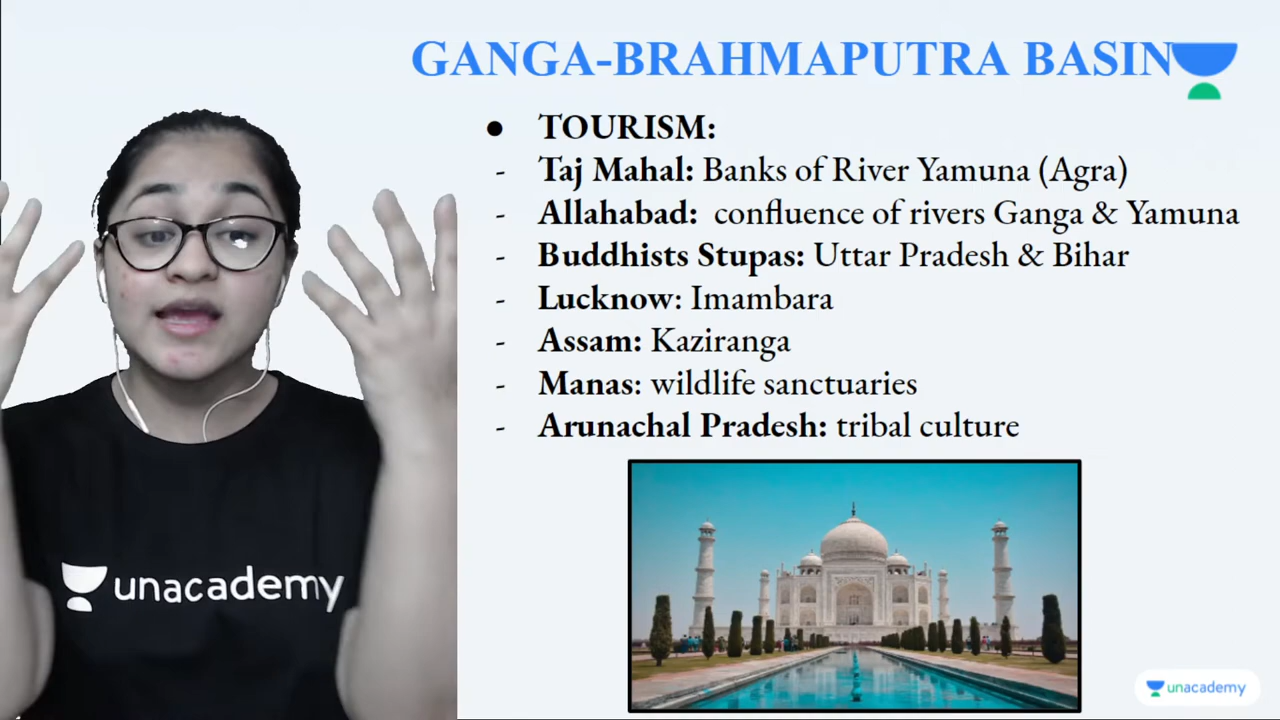 GANGA-BRAHMAPUTRA BASIN
● TOURISM:
- Taj Mahal: Banks of River Yamuna (Agra)
- Allahabad: confluence of rivers Ganga & Yamuna
- Buddhists Stupas: Uttar Pradesh & Bihar
- Lucknow: Imambara
- Assam: Kaziranga
- Manas: wildlife sanctuaries
- Arunachal Pradesh: tribal culture
unacademy
unacademy